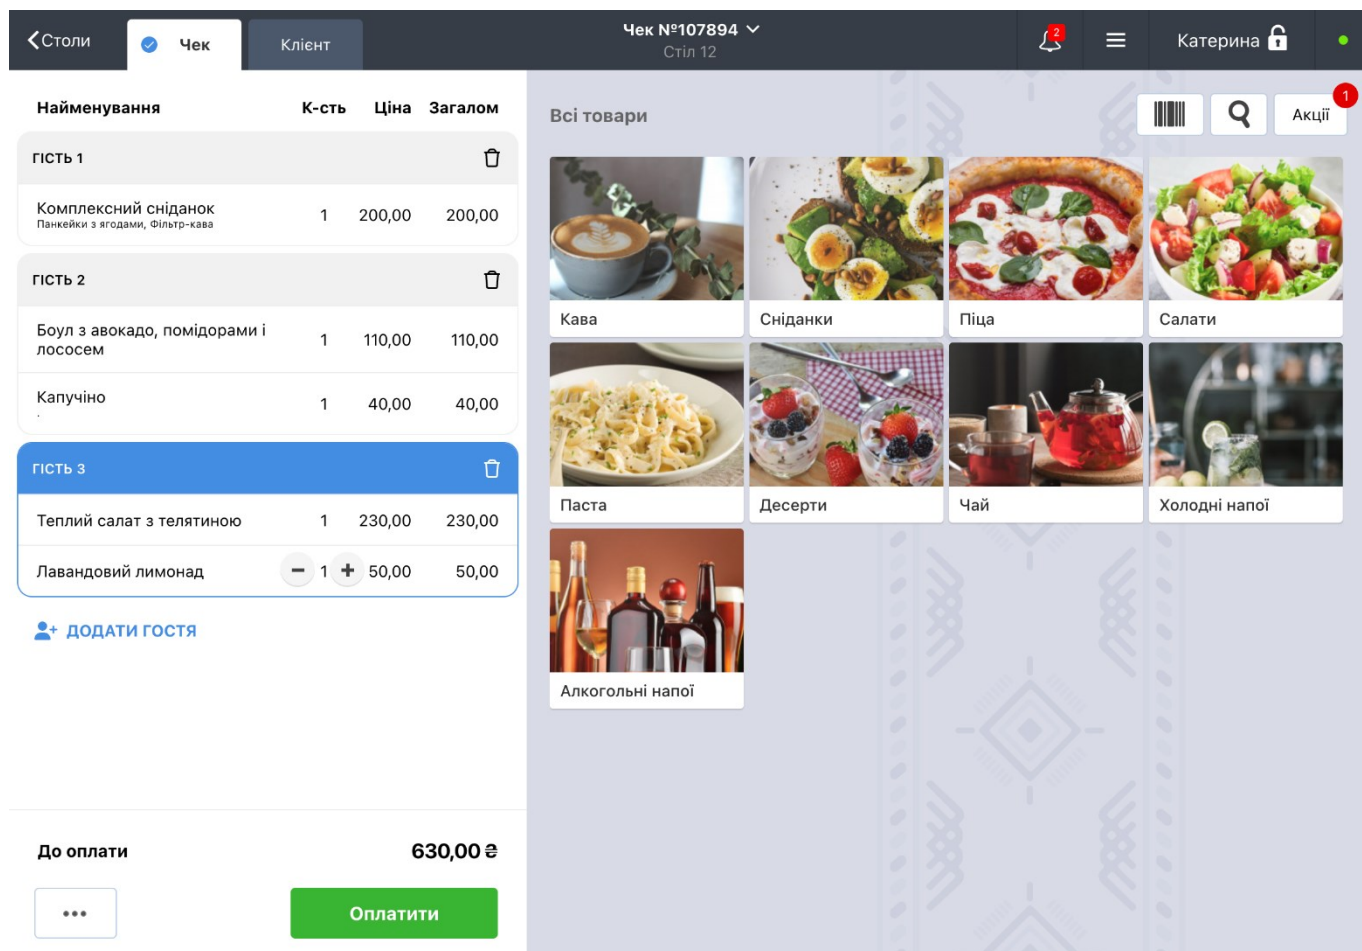 Столи
Чек
Клієнт
Чек №107894
Стіл 12
2
Катерина
Найменування К-сть Ціна Загалом
ГІСТЬ 1
Комплексний сніданок 1 200,00 200,00
Панкейки з ягодами, Фільтр-кава
ГІСТЬ 2
Боул з авокадо, помідорами і
лососем 1 110,00 110,00
Капучіно 1 40,00 40,00
.
ГІСТЬ 3
Теплий салат з телятиною 1 230,00 230,00
Лавандовий лимонад − 1 + 50,00 50,00
ДОДАТИ ГОСТЯ
До оплати 630,00 ₴
•••
Оплатити
Всі товари
Акції
1
Кава
Сніданки
Піца
Салати
Паста
Десерти
Чай
Холодні напої
Алкогольні напої